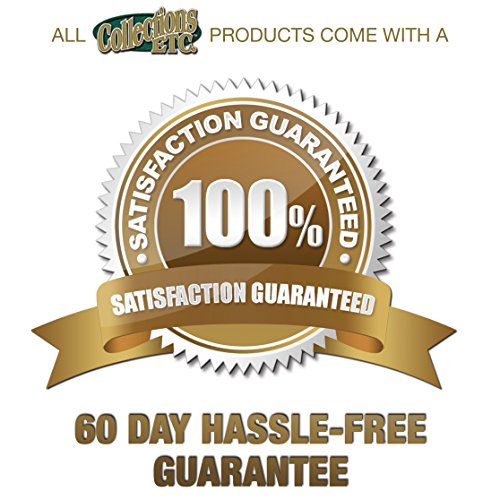 ALL Collections ETC. PRODUCTS COME WITH A
• SATISFACTION GUARANTEED •
100%
SATISFACTION GUARANTEED
60 DAY HASSLE-FREE
GUARANTEE